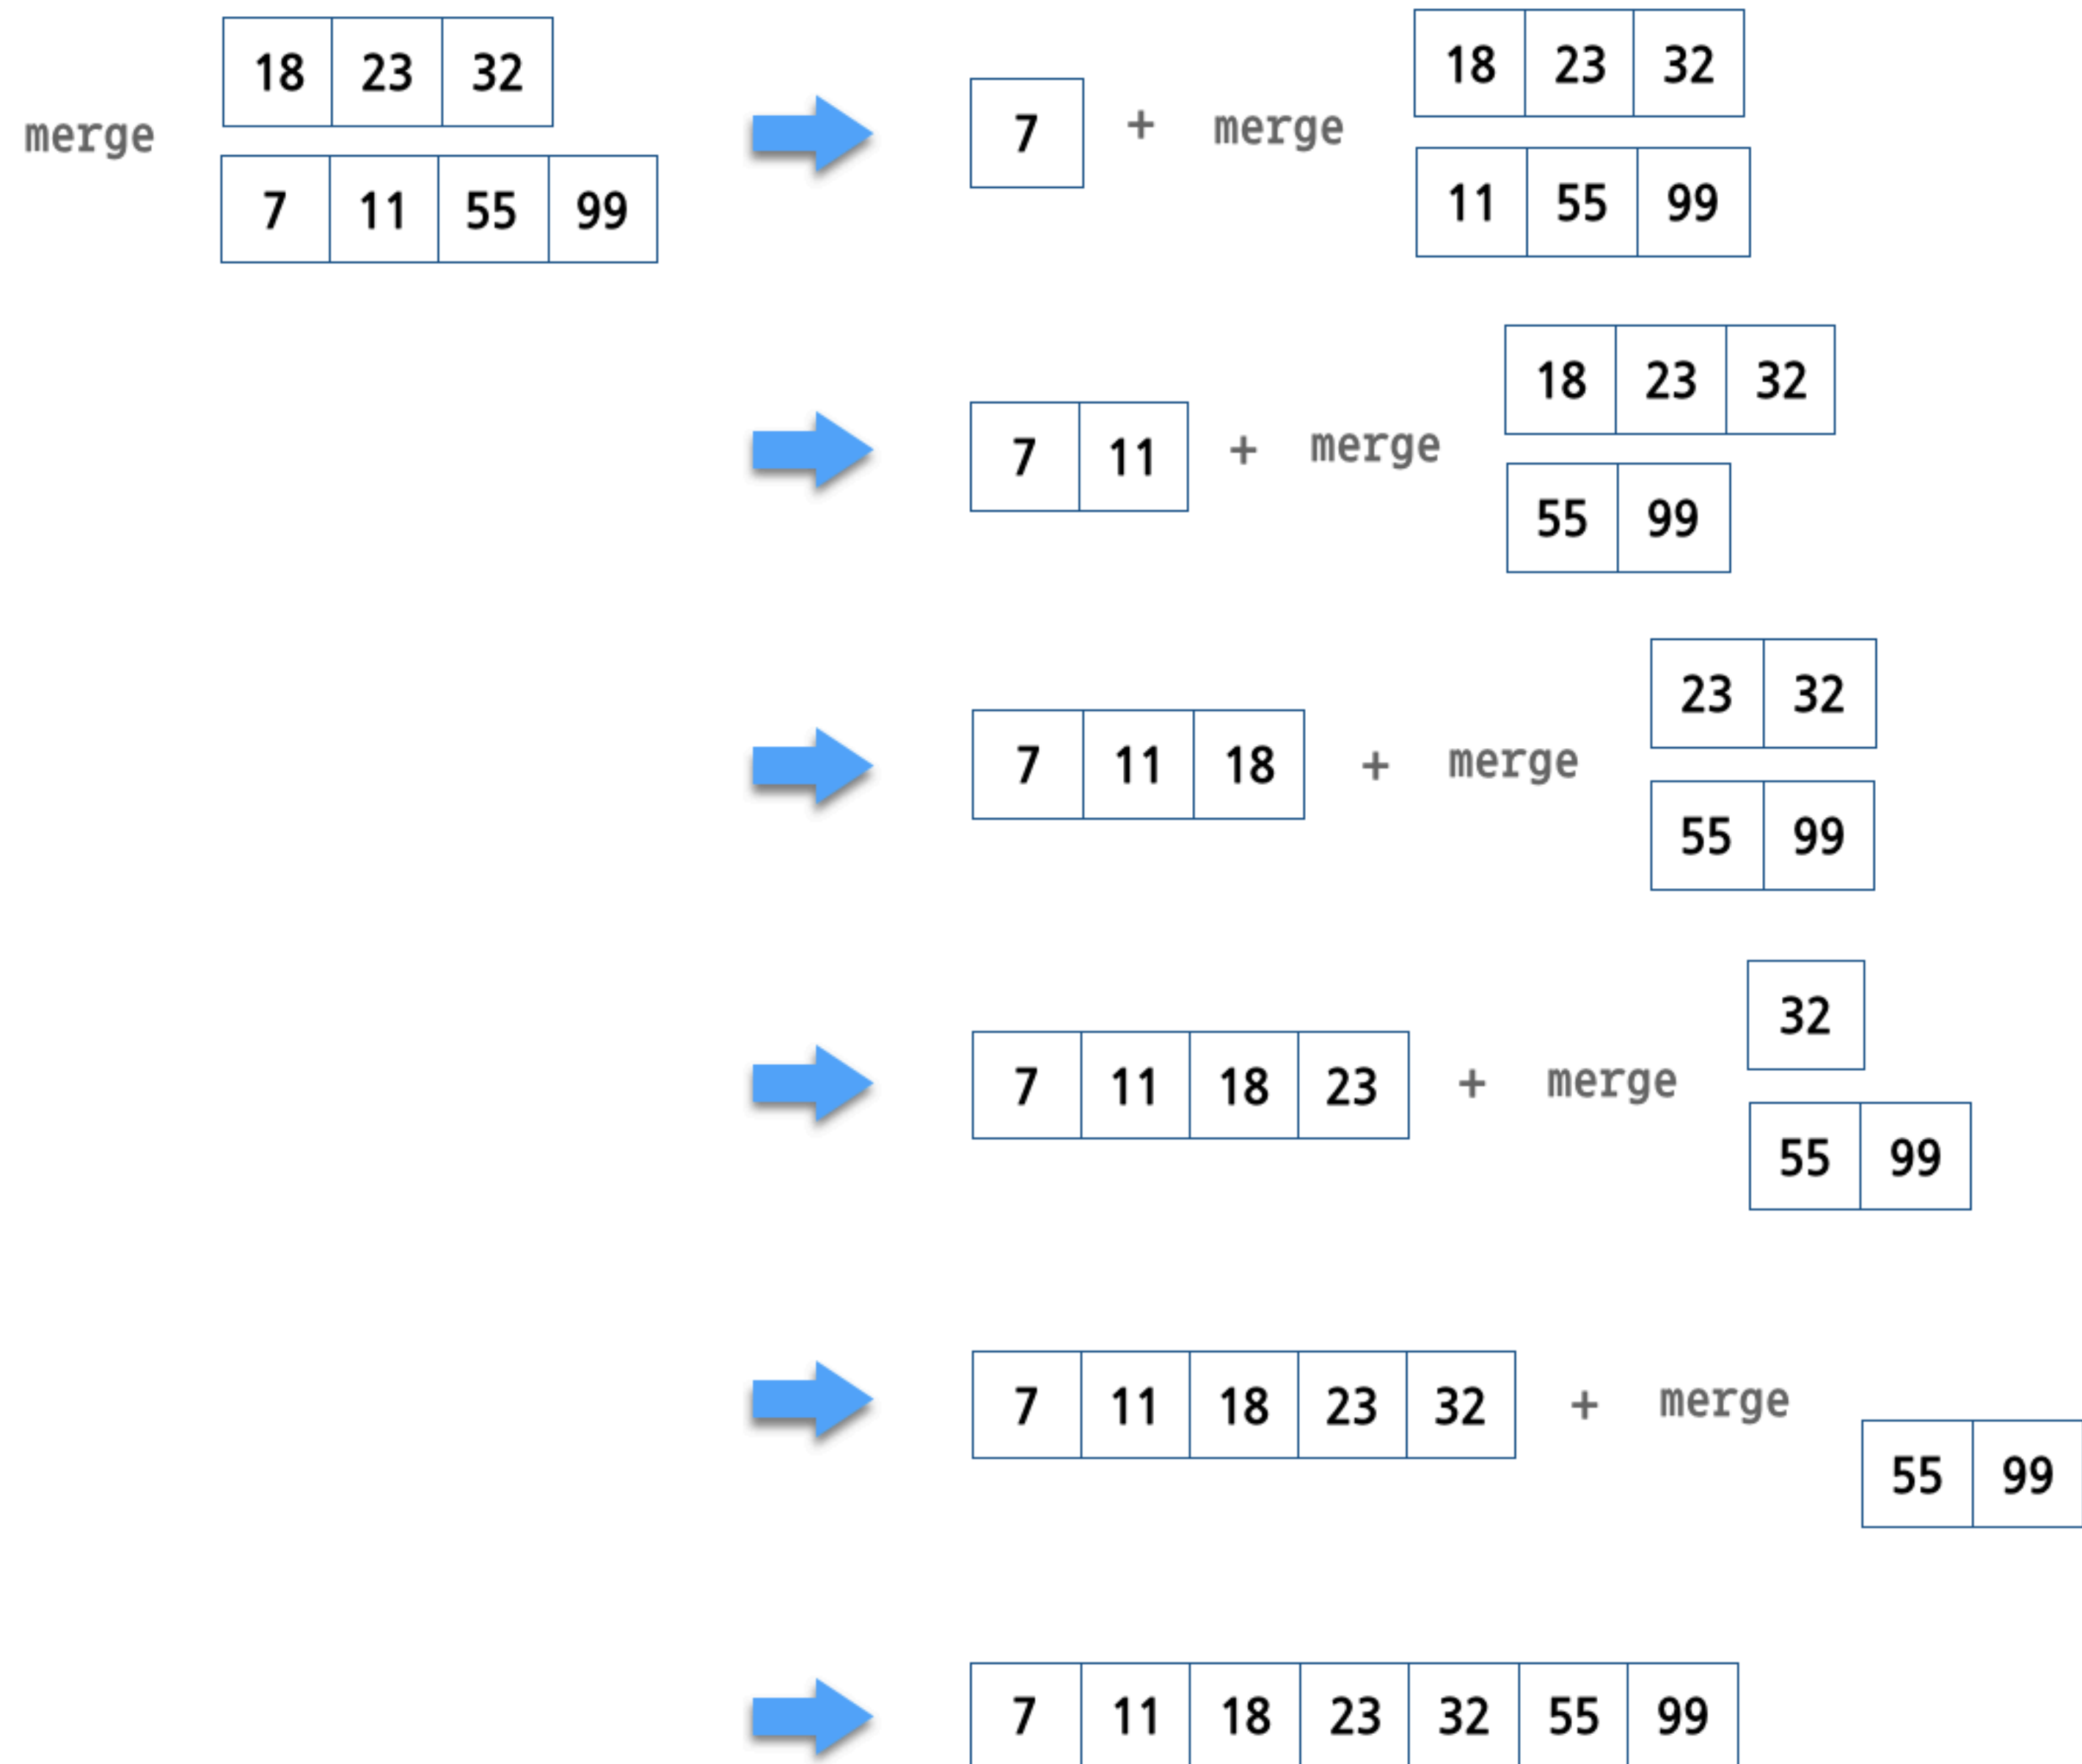 18 23 32
merge
7 11 55 99
7 + merge
18 23 32
11 55 99
7 11 + merge
18 23 32
55 99
7 11 18 + merge
23 32
55 99
7 11 18 23 + merge
32
55 99
7 11 18 23 32 + merge
55 99
7 11 18 23 32 55 99